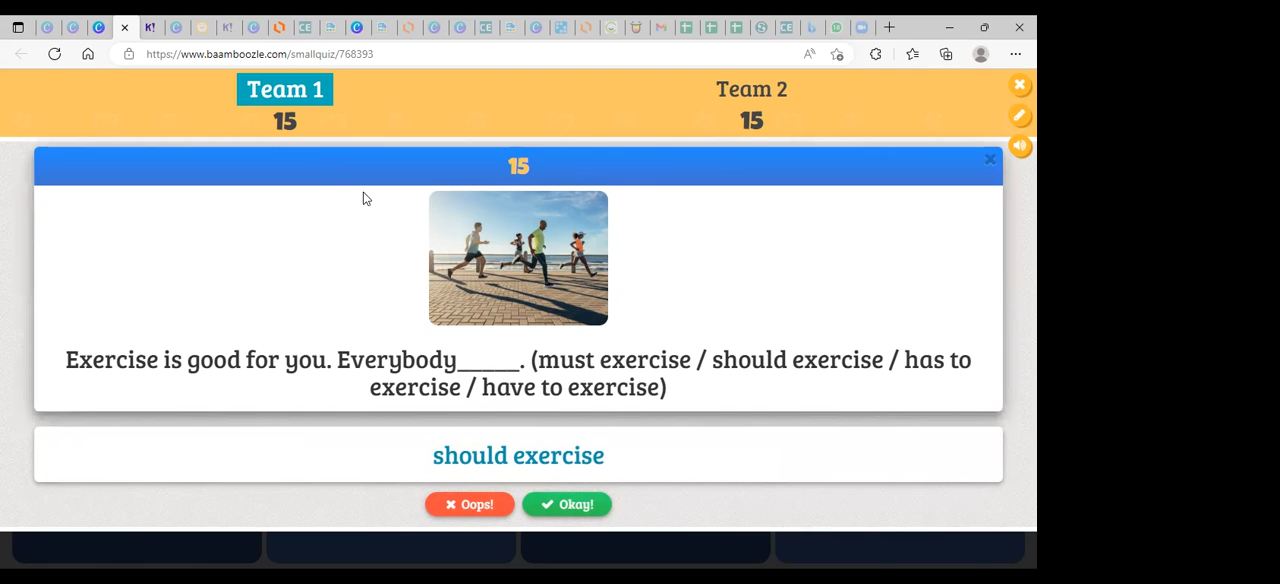 https://www.baamboozle.com/smallquiz/768393
Team 1
Team 2
15
15
15
Exercise is good for you. Everybody_____. (must exercise / should exercise / has to
exercise / have to exercise)
should exercise
Oops!
Okay!